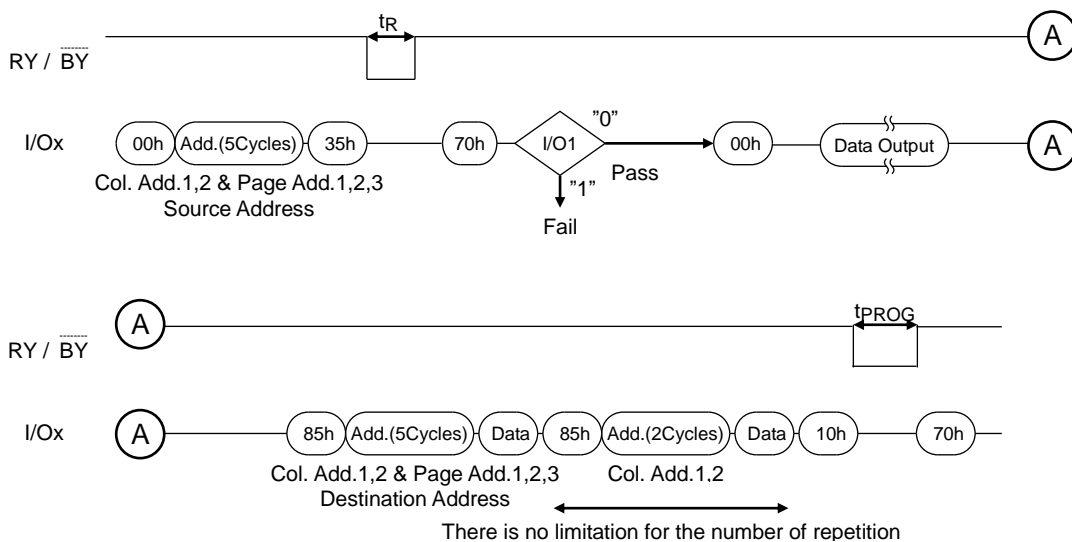 tR
RY / BY
A
I/Ox
00h Add.(5Cycles) 35h 70h I/O1 "0" 00h Data Output A
Pass
"1"
Col. Add.1,2 & Page Add.1,2,3
Source Address
Fail
A
tPROG
RY / BY
I/Ox
A 85h Add.(5Cycles) Data 85h Add.(2Cycles) Data 10h 70h
Col. Add.1,2 & Page Add.1,2,3 Col. Add.1,2
Destination Address
There is no limitation for the number of repetition